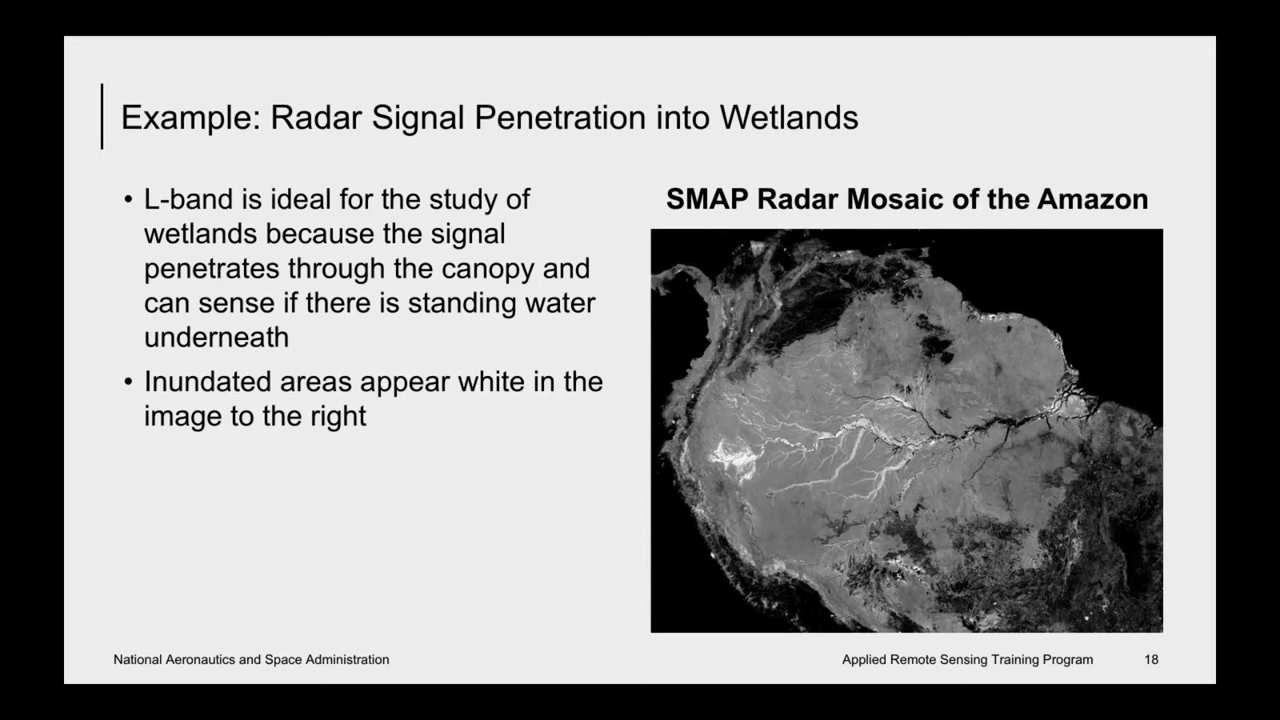 Example: Radar Signal Penetration into Wetlands
• L-band is ideal for the study of
wetlands because the signal
penetrates through the canopy and
can sense if there is standing water
underneath
• Inundated areas appear white in the
image to the right
SMAP Radar Mosaic of the Amazon
National Aeronautics and Space Administration
Applied Remote Sensing Training Program
18